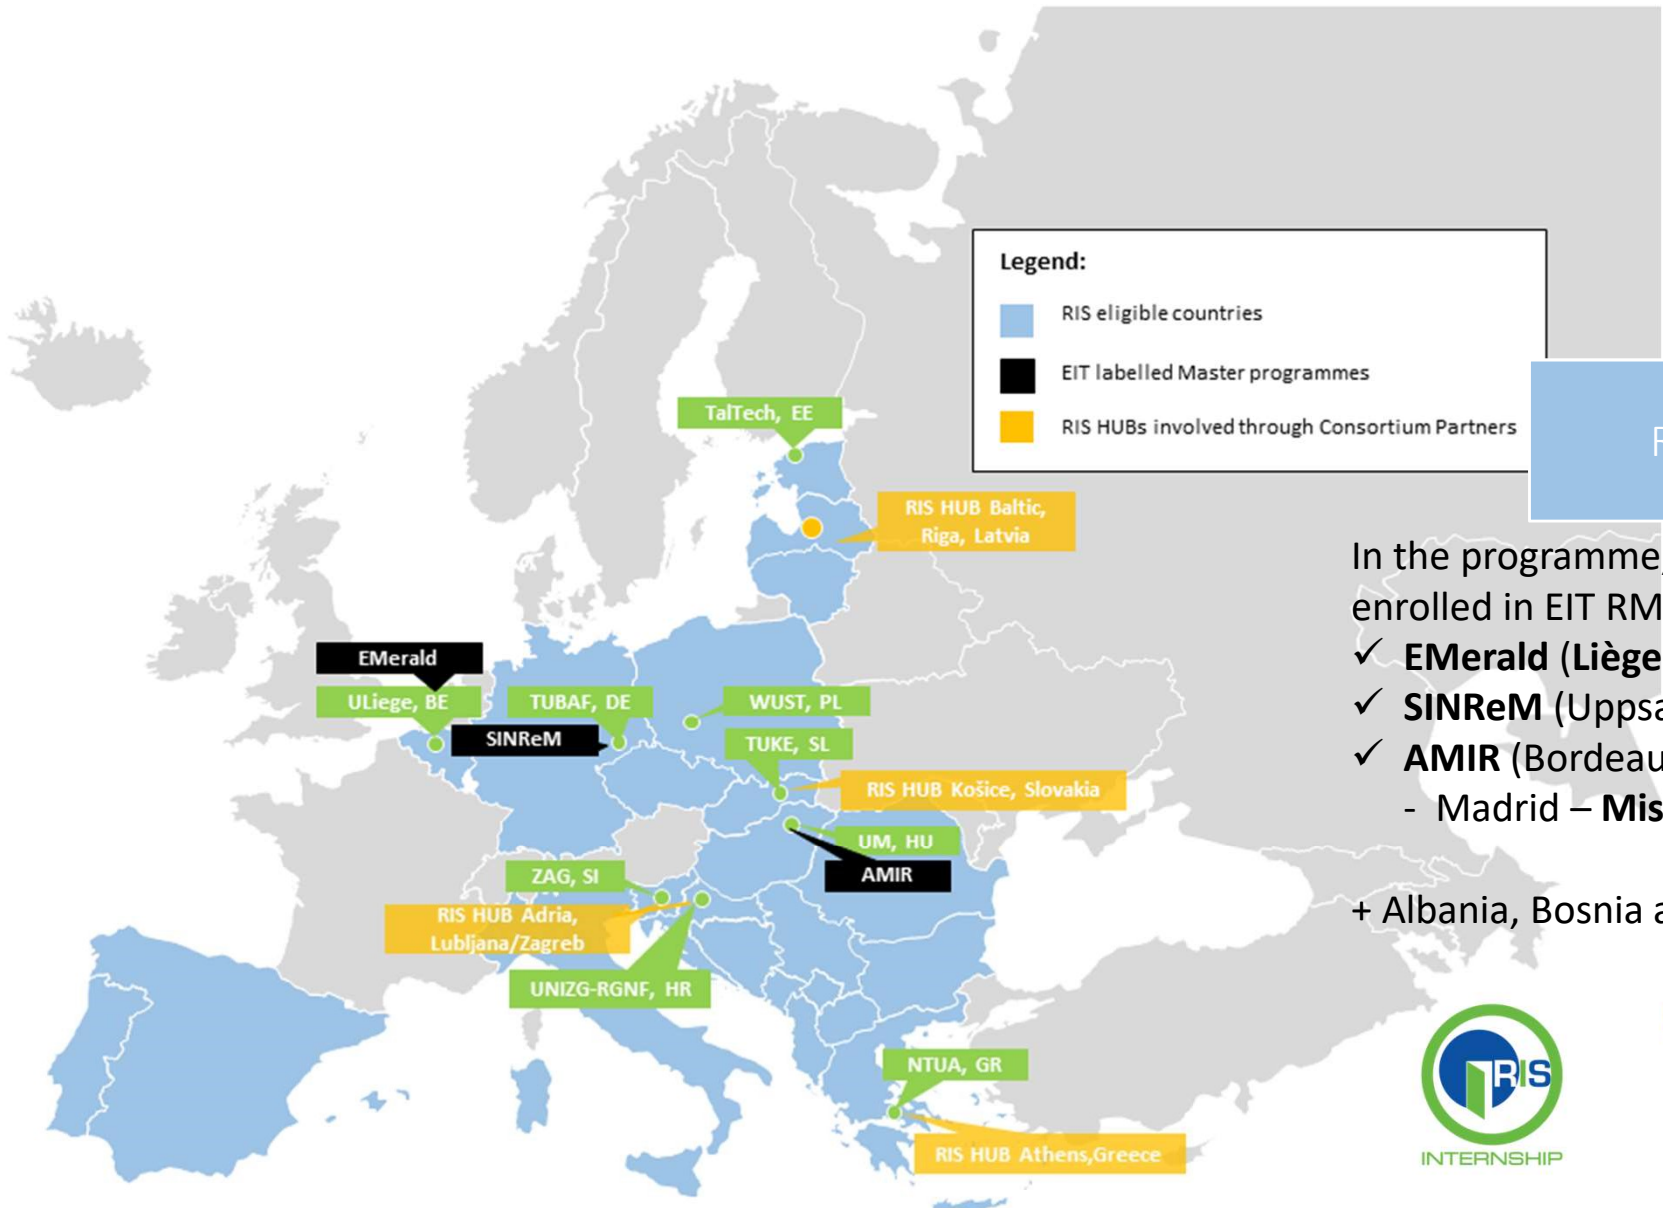 Legend:
RIS eligible countries
EIT labelled Master programmes
RIS HUBs involved through Consortium Partners
TalTech, EE
RIS HUB Baltic,
Riga, Latvia
EMerald
ULiege, BE
TUBAF, DE
SINReM
WUST, PL
TUKE, SL
RIS HUB Košice, Slovakia
UM, HU
AMIR
ZAG, SI
RIS HUB Adria,
Lubljana/Zagreb
UNIZG-RGNF, HR
NTUA, GR
RIS HUB Athens,Greece
In the programme,
enrolled in EIT RM
✓ EMerald (Liège
✓ SINReM (Uppsa
✓ AMIR (Bordeau
- Madrid – Mis
+ Albania, Bosnia a
RIS
INTERNSHIP